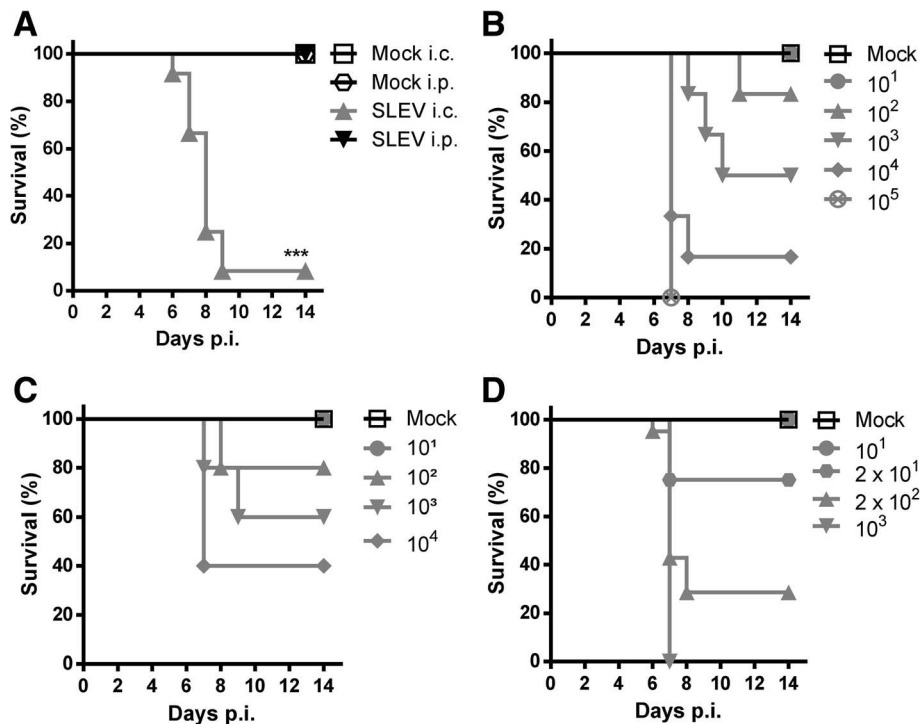 A
Survival (%)
100
80
60
40
20
0
0 2 4 6 8 10 12 14
Days p.i.
***
Mock i.c.
Mock i.p.
SLEV i.c.
SLEV i.p.
B
Survival (%)
100
80
60
40
20
0
0 2 4 6 8 10 12 14
Days p.i.
Mock
10¹
10²
10³
10⁴
10⁵
C
Survival (%)
100
80
60
40
20
0
0 2 4 6 8 10 12 14
Days p.i.
Mock
10¹
10²
10³
10⁴
D
Survival (%)
100
80
60
40
20
0
0 2 4 6 8 10 12 14
Days p.i.
Mock
10¹
2 x 10¹
2 x 10²
10³